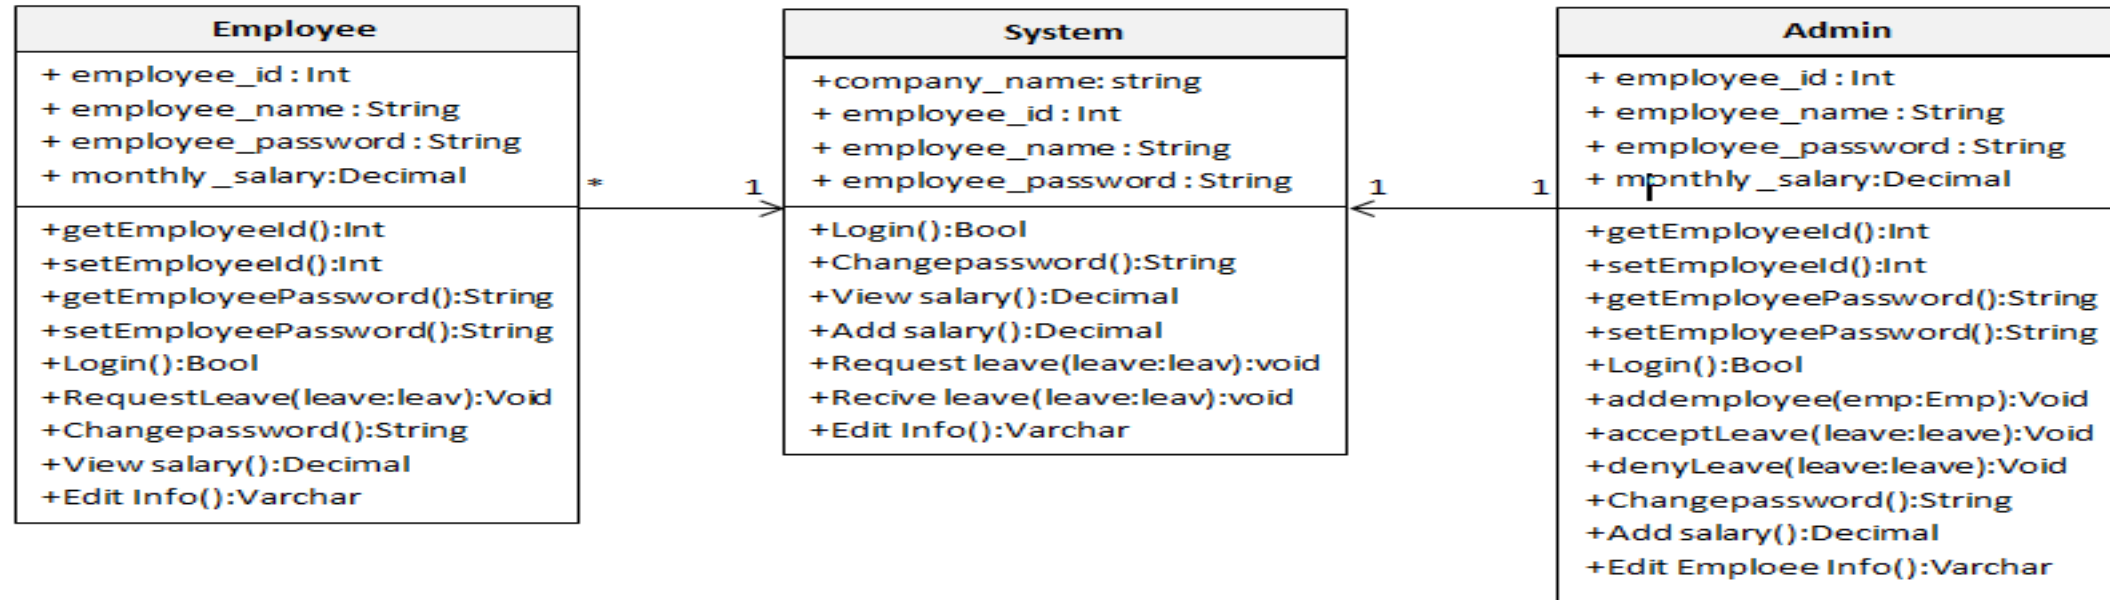 Employee
+ employee_id : Int
+ employee_name : String
+ employee_password : String
+ monthly _salary:Decimal
+getEmployeeId():Int
+setEmployeeId():Int
+getEmployeePassword():String
+setEmployeePassword():String
+Login():Bool
+RequestLeave(leave:leav):Void
+Changepassword():String
+View salary():Decimal
+Edit Info():Varchar
*
1
System
+company_name: string
+ employee_id : Int
+ employee_name : String
+ employee_password : String
+Login():Bool
+Changepassword():String
+View salary():Decimal
+Add salary():Decimal
+Request leave(leave:leav):void
+Recive leave(leave:leav):void
+Edit Info():Varchar
1
1
Admin
+ employee_id : Int
+ employee_name : String
+ employee_password : String
+ monthly _salary:Decimal
+getEmployeeId():Int
+setEmployeeId():Int
+getEmployeePassword():String
+setEmployeePassword():String
+Login():Bool
+addemployee(emp:Emp):Void
+acceptLeave(leave:leave):Void
+denyLeave(leave:leave):Void
+Changepassword():String
+Add salary():Decimal
+Edit Emploee Info():Varchar